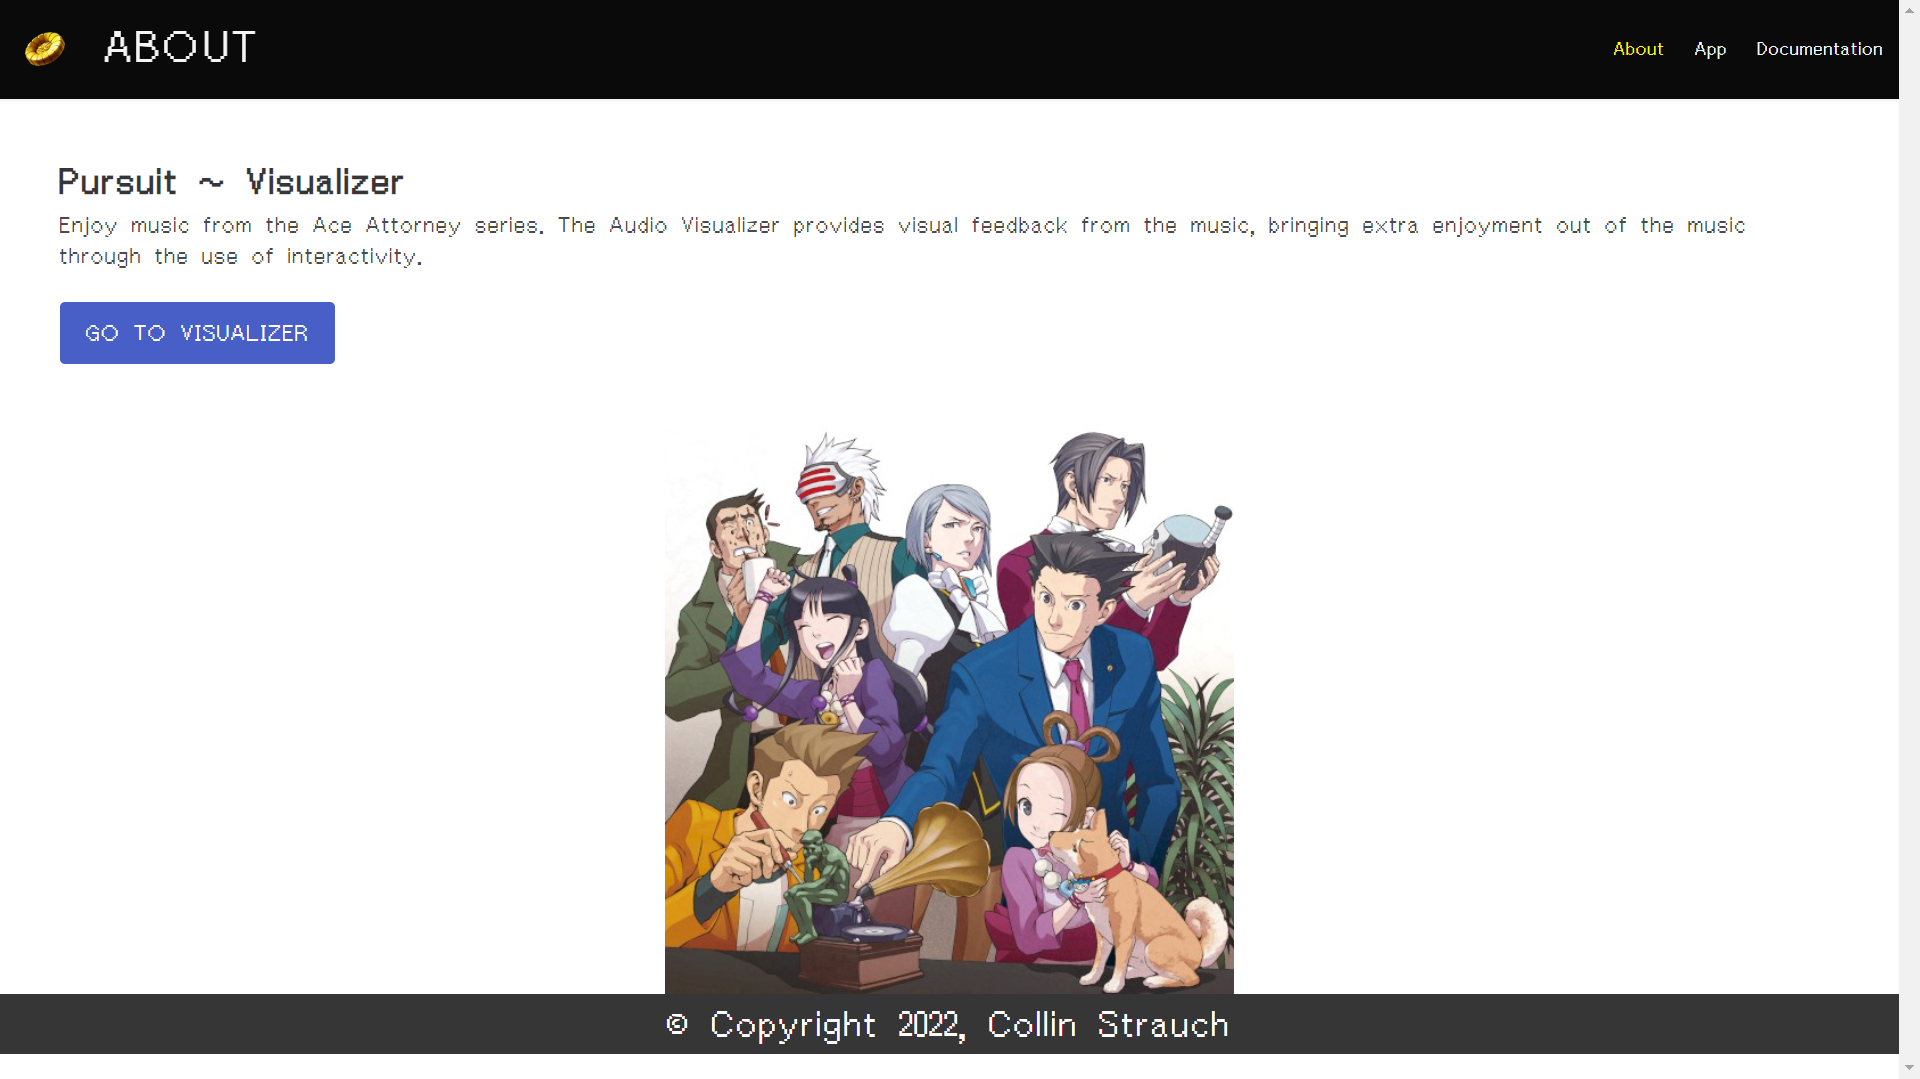 ABOUT
About App Documentation
Pursuit ~ Visualizer
Enjoy music from the Ace Attorney series. The Audio Visualizer provides visual feedback from the music, bringing extra enjoyment out of the music
through the use of interactivity.
GO TO VISUALIZER
© Copyright 2022, Collin Strauch